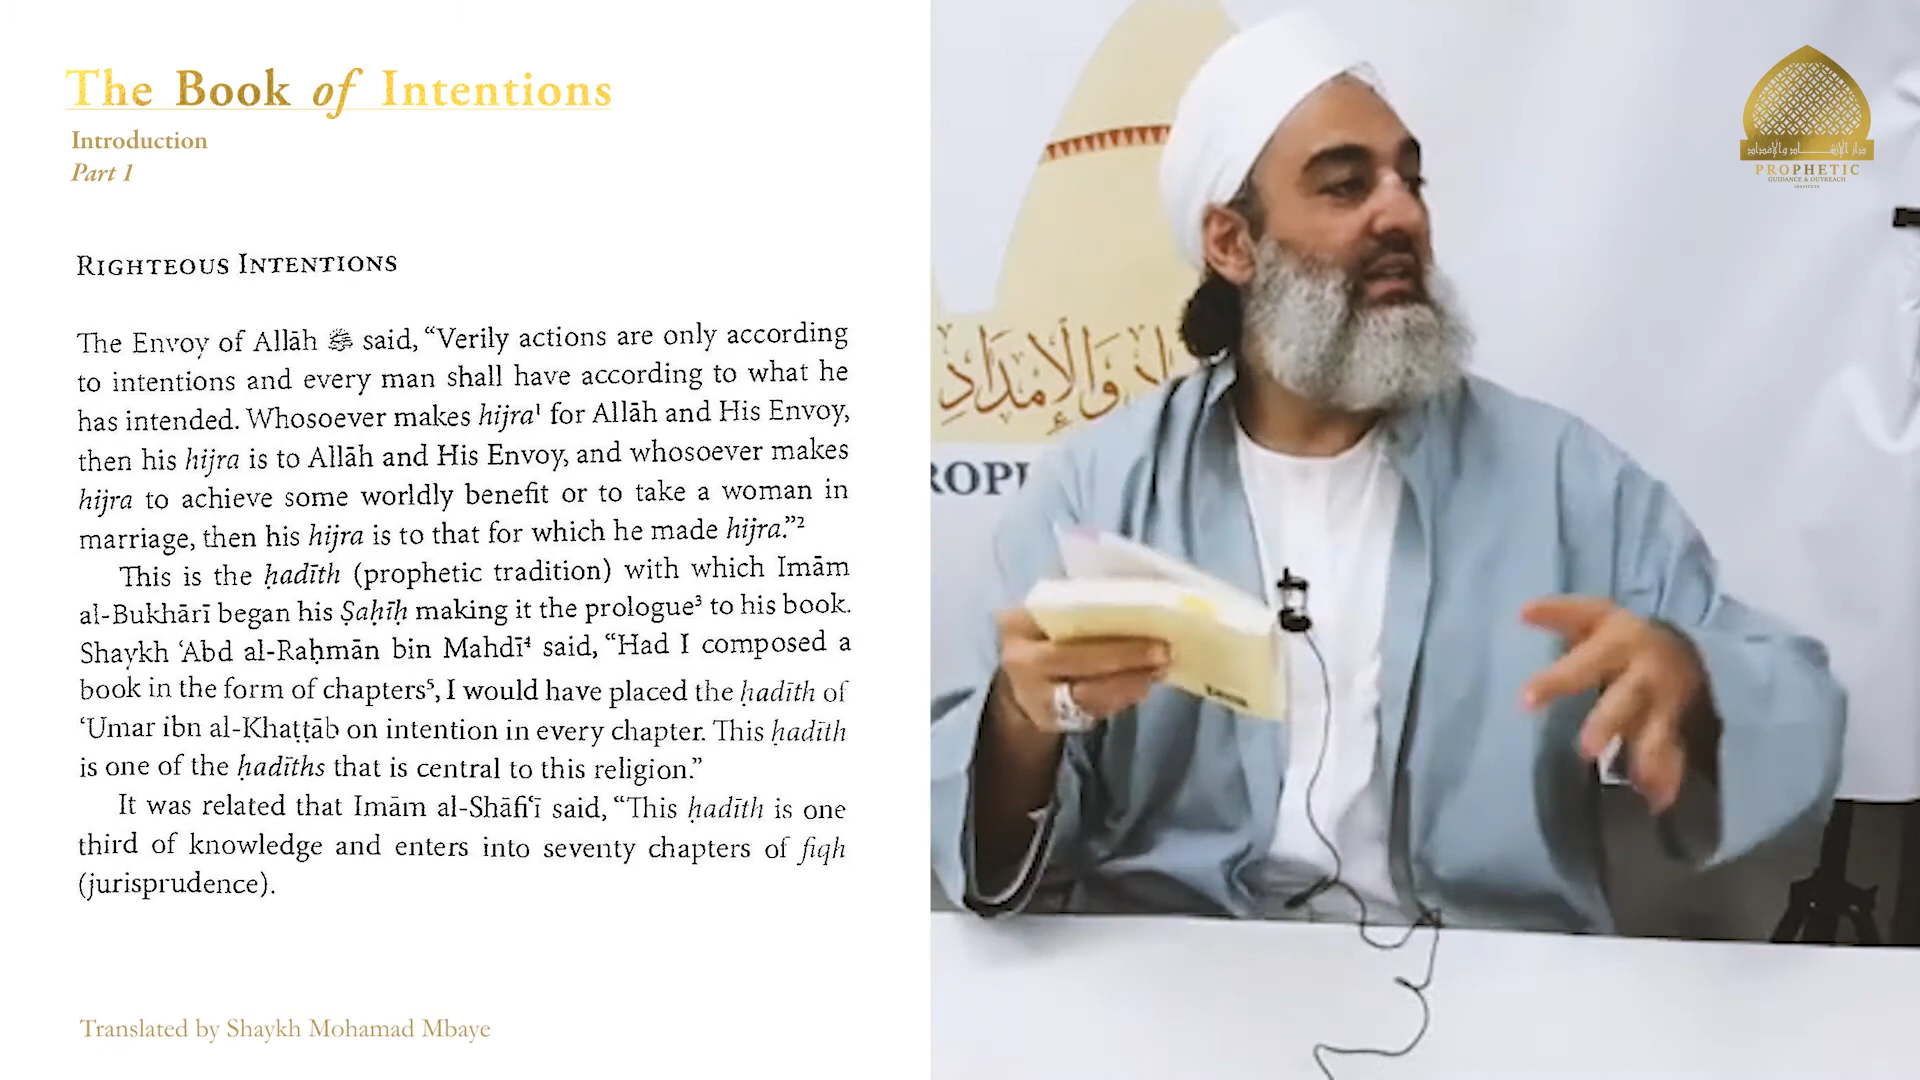 The Book of Intentions
Introduction
Part 1
RIGHTEOUS INTENTIONS
The Envoy of Allāh ﷺ said, “Verily actions are only according
to intentions and every man shall have according to what he
has intended. Whosoever makes hijra¹ for Allāh and His Envoy,
then his hijra is to Allāh and His Envoy, and whosoever makes
hijra to achieve some worldly benefit or to take a woman in
marriage, then his hijra is to that for which he made hijra.”²
This is the ḥadīth (prophetic tradition) with which Imām
al-Bukhārī began his Ṣaḥīḥ making it the prologue³ to his book.
Shaykh ‘Abd al-Raḥmān bin Mahdī⁴ said, “Had I composed a
book in the form of chapters⁵, I would have placed the ḥadīth of
‘Umar ibn al-Khaṭṭāb on intention in every chapter. This ḥadīth
is one of the ḥadīths that is central to this religion.”
It was related that Imām al-Shāfi‘ī said, “This ḥadīth is one
third of knowledge and enters into seventy chapters of fiqh
(jurisprudence).
Translated by Shaykh Mohamad Mbaye
PROPHETIC
GUIDANCE & OUTREACH
INSTITUTE
والإمداد
ROPH